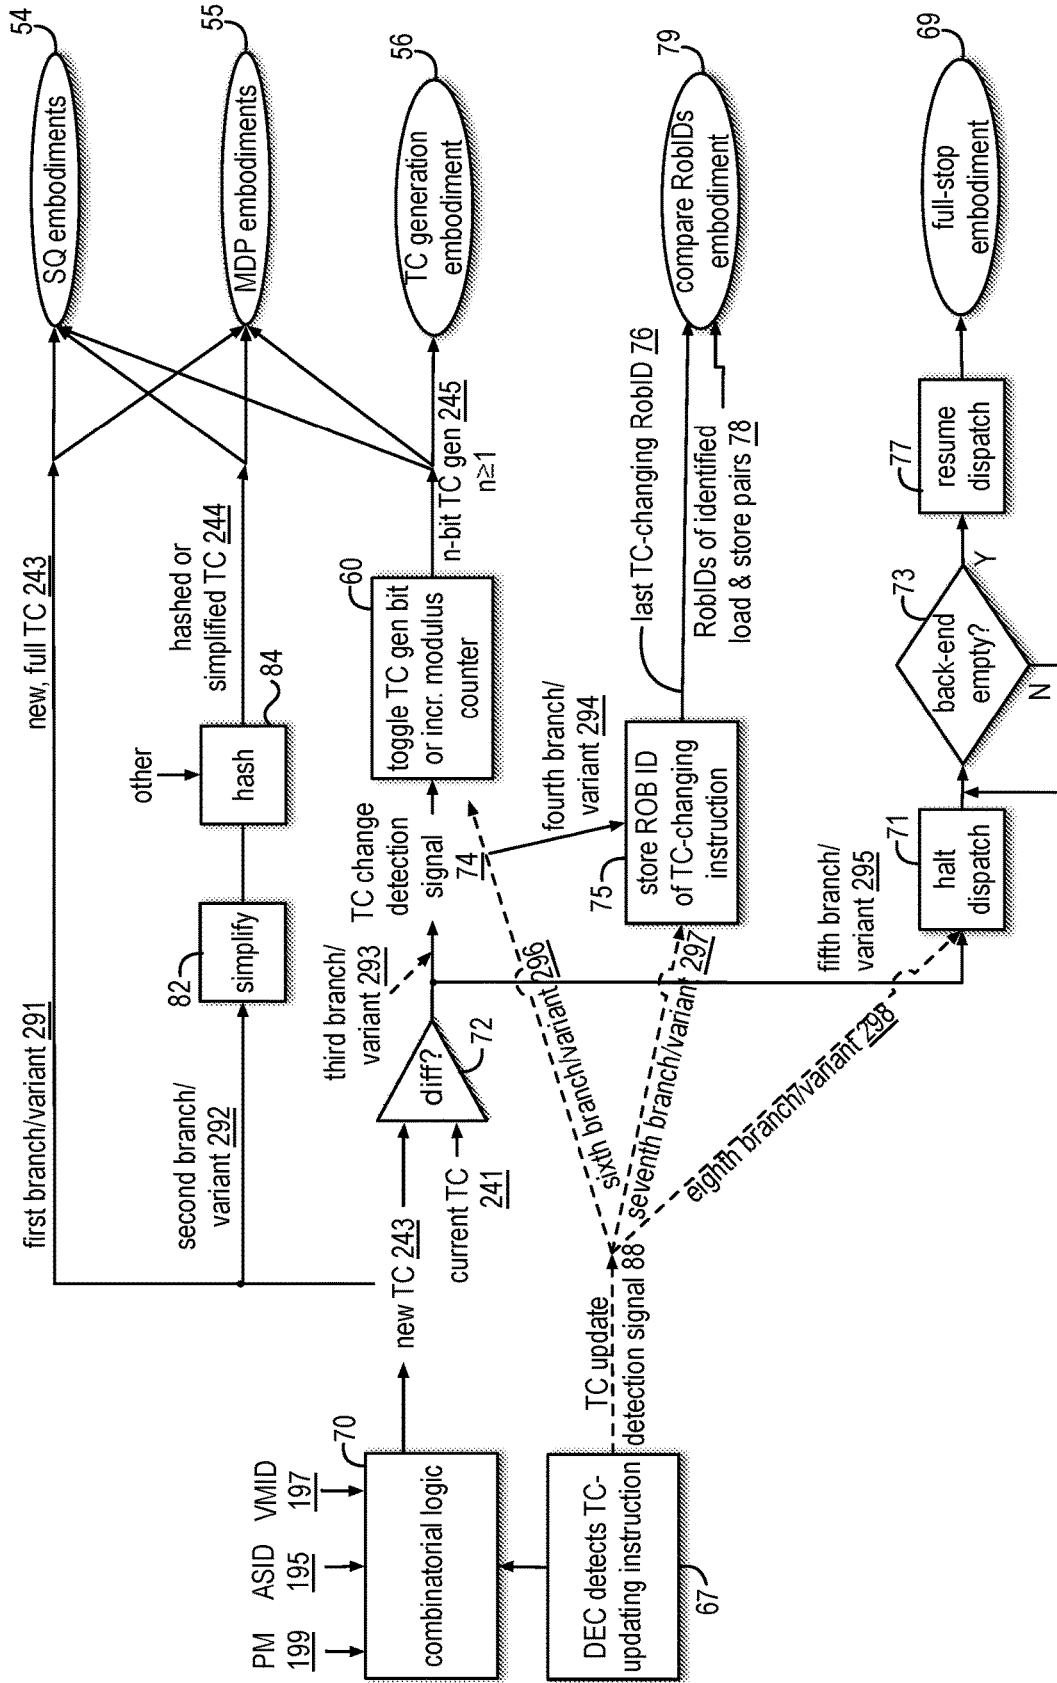 PM
199
ASID
195
VMID
197
70
combinatorial logic
DEC detects TC-
updating instruction
67
first branch/variant 291
new, full TC 243
SQ embodiments
54
second branch/
variant 292
82
simplify
other
hash
84
hashed or
simplified TC 244
MDP embodiments
55
new TC 243
current TC
241
diff?
72
third branch/
variant 293
TC change
detection
signal
74
60
toggle TC gen bit
or incr. modulus
counter
n-bit TC gen 245
n≥1
TC generation
embodiment
56
TC update
detection signal 88
sixth branch/variant 296
seventh branch/variant 297
eighth branch/variant 298
fourth branch/
variant 294
75
store ROB ID
of TC-changing
instruction
last TC-changing RobID 76
RobIDs of identified
load & store pairs 78
compare RobIDs
embodiment
79
fifth branch/
variant 295
71
halt
dispatch
73
back-end
empty?
Y
N
77
resume
dispatch
full-stop
embodiment
69